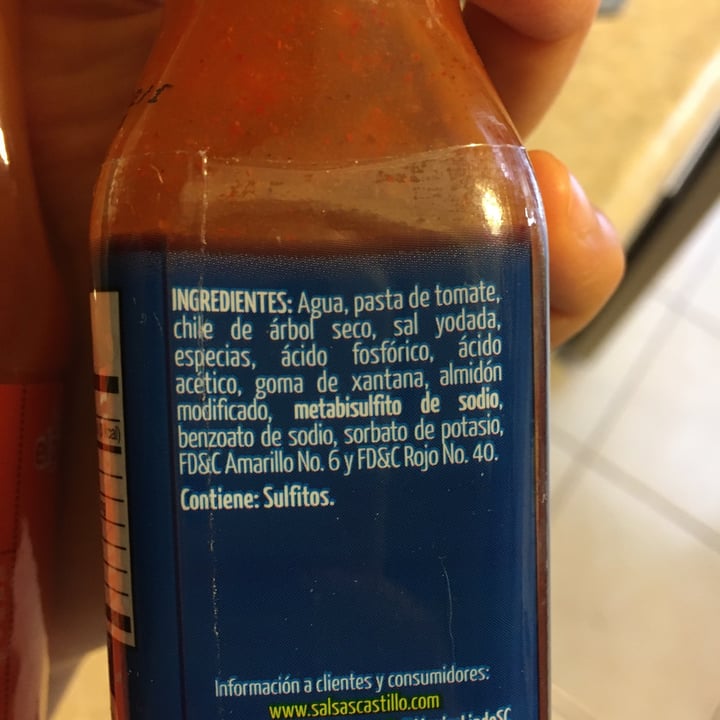 INGREDIENTES: Agua, pasta de tomate,
chile de árbol seco, sal yodada,
especias, ácido fosfórico, ácido
acético, goma de xantana, almidón
modificado, metabisulfito de sodio,
benzoato de sodio, sorbato de potasio,
FD&C Amarillo No. 6 y FD&C Rojo No. 40.
Contiene: Sulfitos.
Información a clientes y consumidores:
www.salsascastillo.com